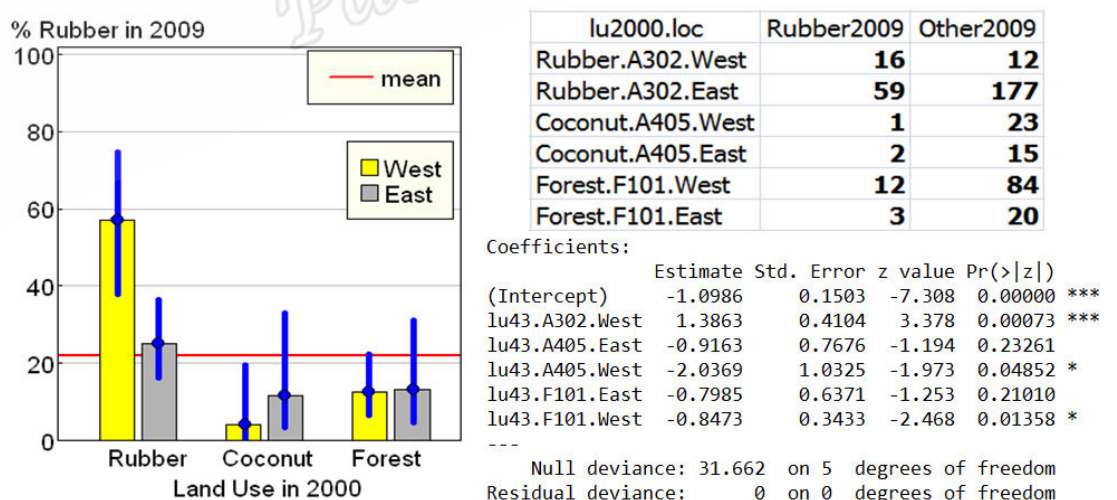 % Rubber in 2009
100
80
60
40
20
0
mean
West
East
Rubber Coconut Forest
Land Use in 2000
lu2000.loc Rubber2009 Other2009
Rubber.A302.West 16 12
Rubber.A302.East 59 177
Coconut.A405.West 1 23
Coconut.A405.East 2 15
Forest.F101.West 12 84
Forest.F101.East 3 20
Coefficients:
Estimate Std. Error z value Pr(>|z|)
(Intercept) -1.0986 0.1503 -7.308 0.00000 ***
lu43.A302.West 1.3863 0.4104 3.378 0.00073 ***
lu43.A405.East -0.9163 0.7676 -1.194 0.23261
lu43.A405.West -2.0369 1.0325 -1.973 0.04852 *
lu43.F101.East -0.7985 0.6371 -1.253 0.21010
lu43.F101.West -0.8473 0.3433 -2.468 0.01358 *
---
Null deviance: 31.662 on 5 degrees of freedom
Residual deviance: 0 on 0 degrees of freedom